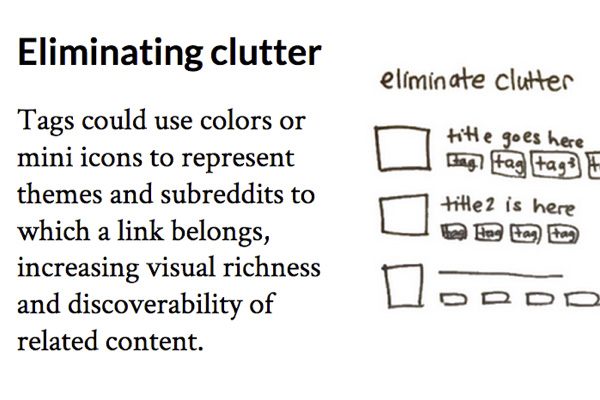 Eliminating clutter
Tags could use colors or
mini icons to represent
themes and subreddits to
which a link belongs,
increasing visual richness
and discoverability of
related content.
eliminate clutter
title goes here
tag tag tag3
title2 is here
tag tag tag tag